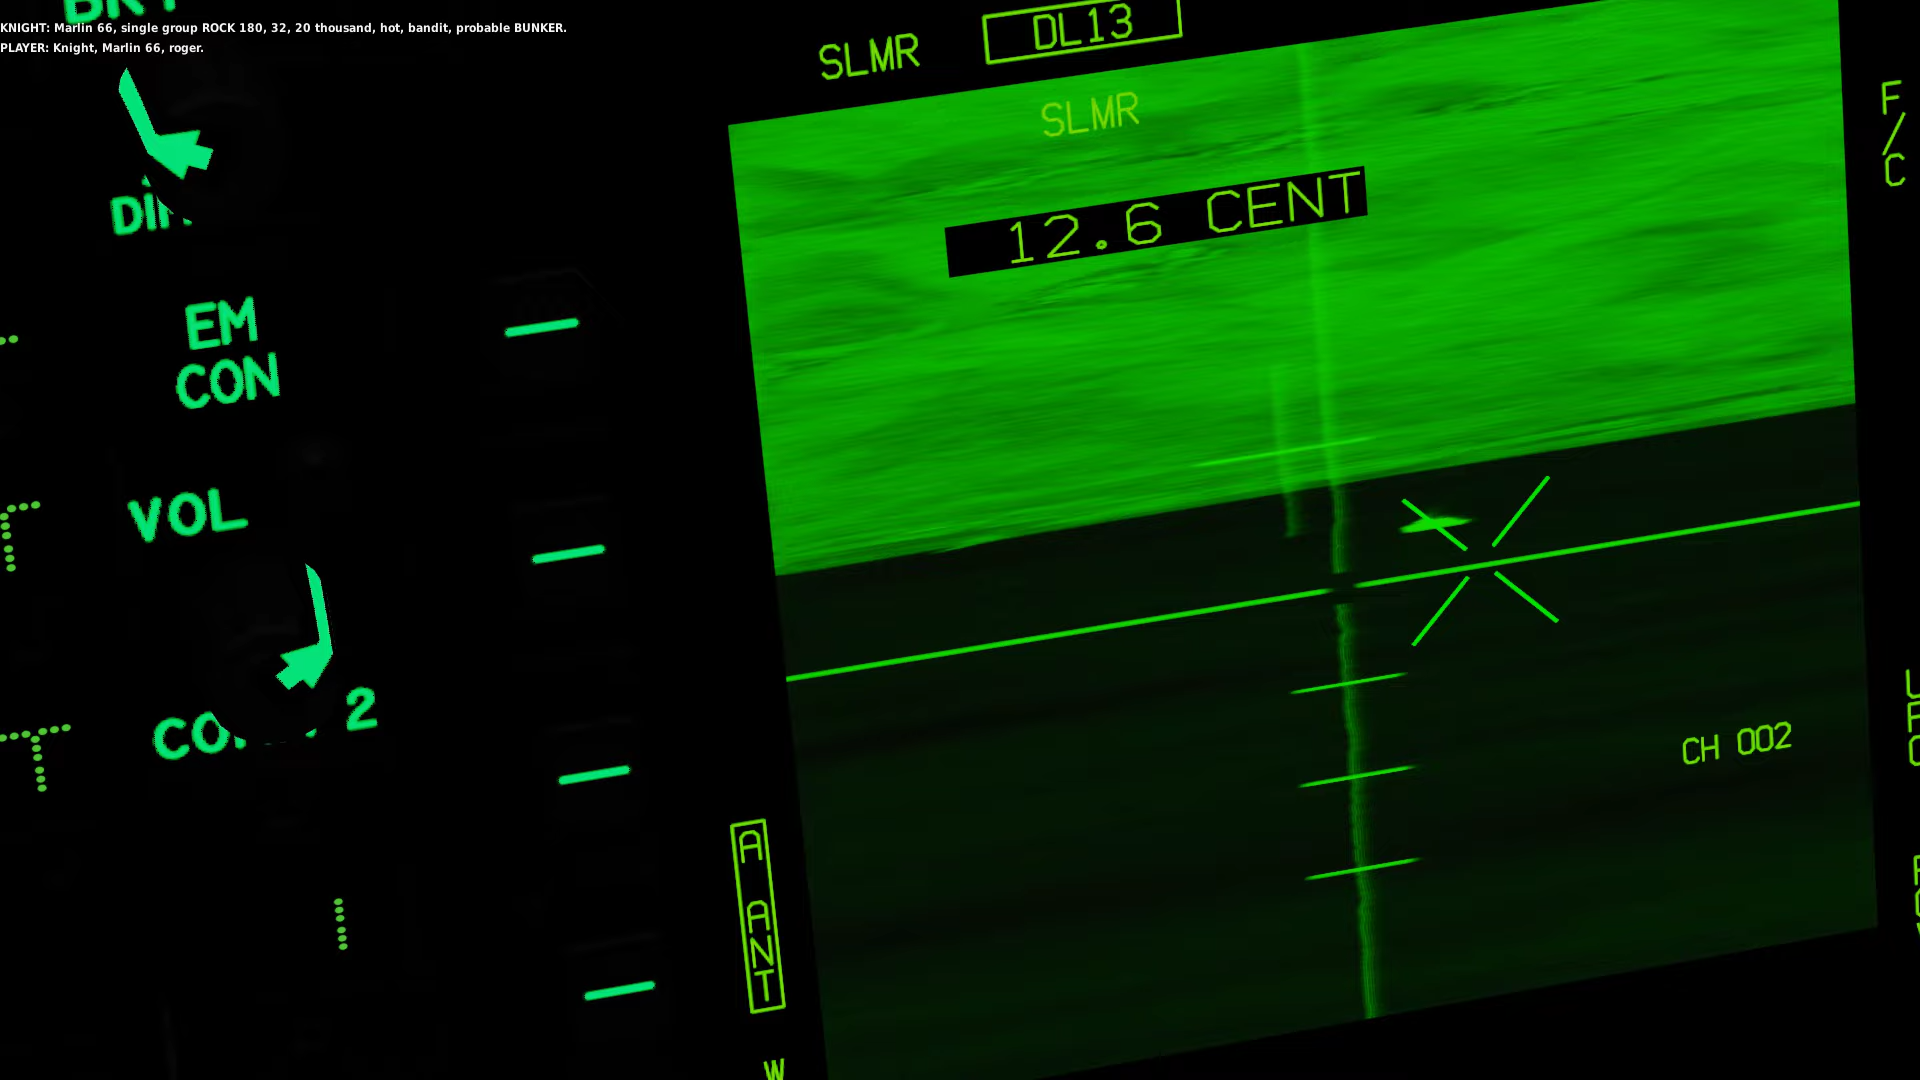 KNIGHT: Marlin 66, single group ROCK 180, 32, 20 thousand, hot, bandit, probable BUNKER.
PLAYER: Knight, Marlin 66, roger.
SLMR
DL13
SLMR
12.6 CENT
F/C
EM
CON
VOL
2
CH 002
A ANT